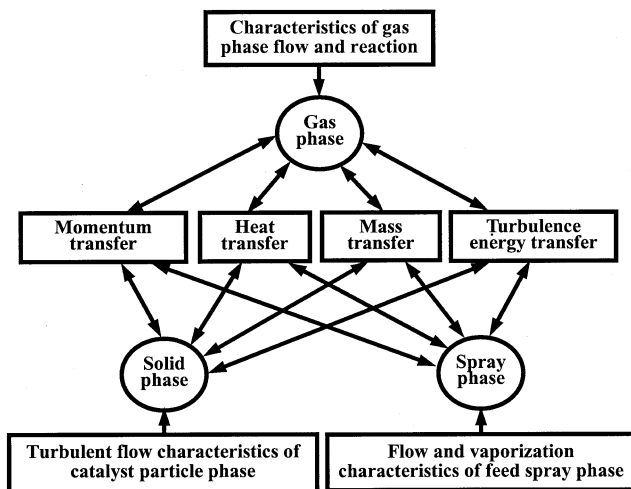 Characteristics of gas
phase flow and reaction
Gas
phase
Momentum
transfer
Heat
transfer
Mass
transfer
Turbulence
energy transfer
Solid
phase
Spray
phase
Turbulent flow characteristics of
catalyst particle phase
Flow and vaporization
characteristics of feed spray phase